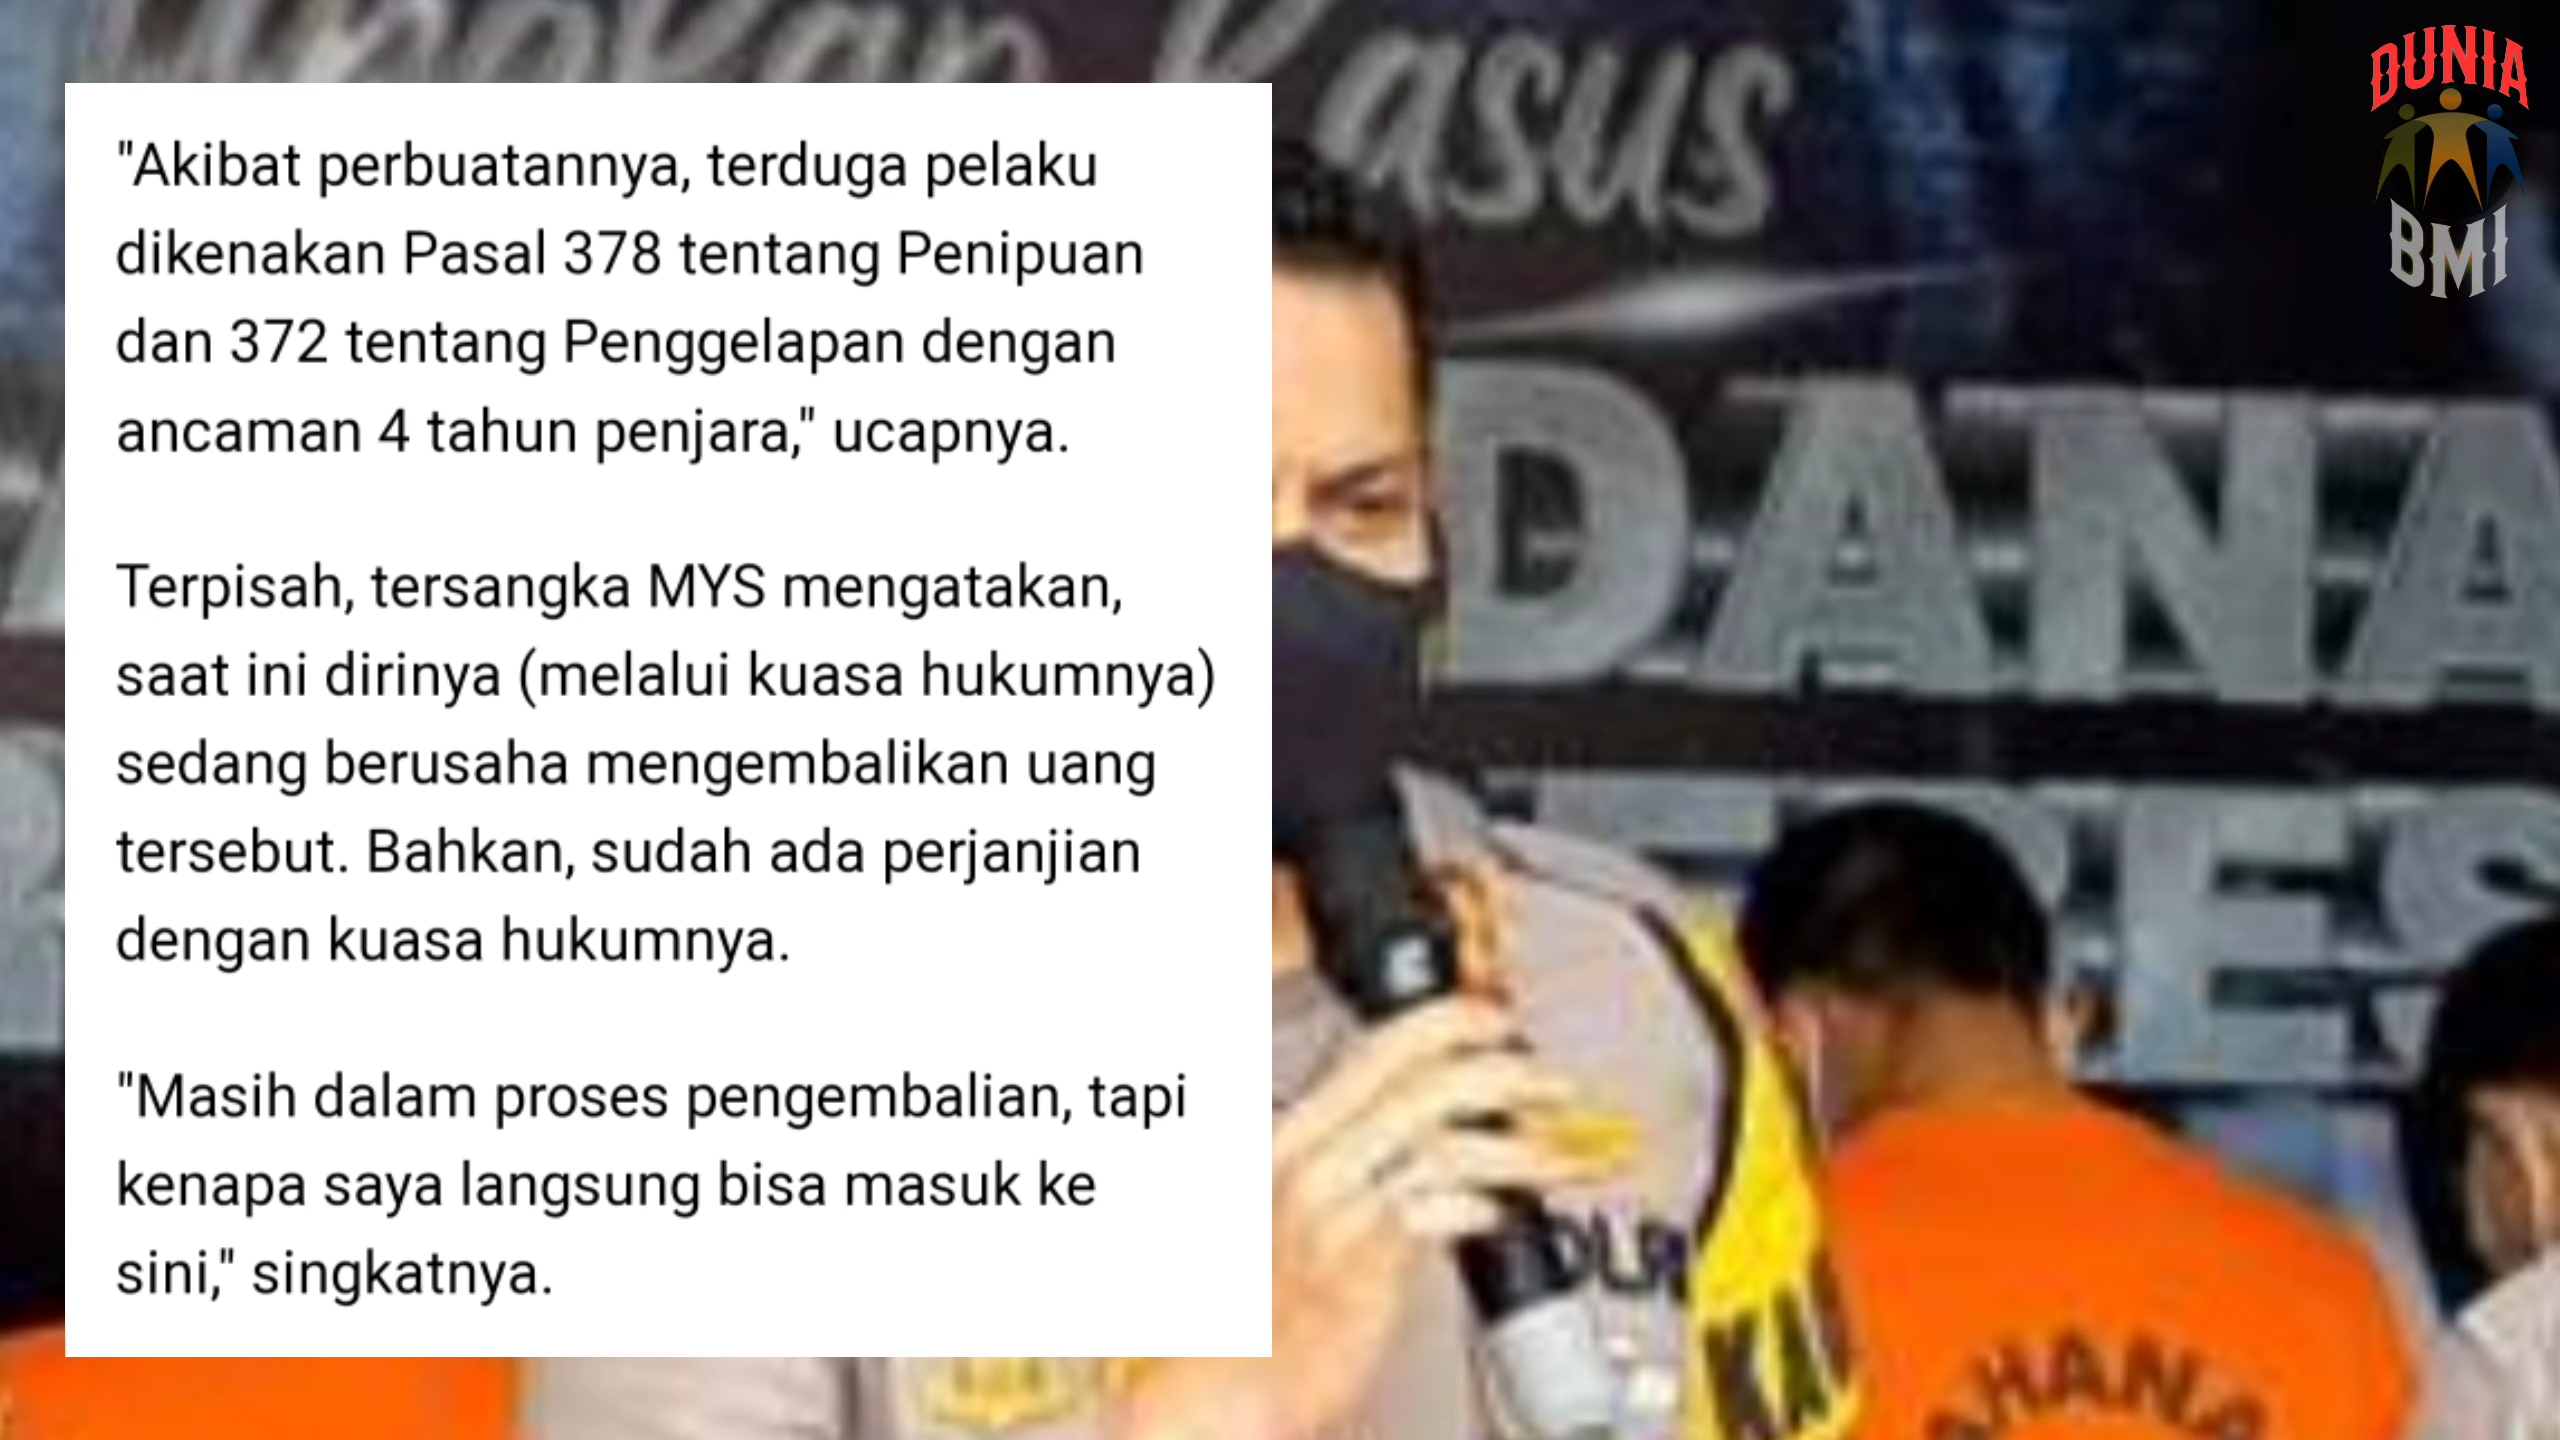 Ungkap Kasus
DUNIA
BMI
"Akibat perbuatannya, terduga pelaku
dikenakan Pasal 378 tentang Penipuan
dan 372 tentang Penggelapan dengan
ancaman 4 tahun penjara," ucapnya.
Terpisah, tersangka MYS mengatakan,
saat ini dirinya (melalui kuasa hukumnya)
sedang berusaha mengembalikan uang
tersebut. Bahkan, sudah ada perjanjian
dengan kuasa hukumnya.
"Masih dalam proses pengembalian, tapi
kenapa saya langsung bisa masuk ke
sini," singkatnya.
DANA